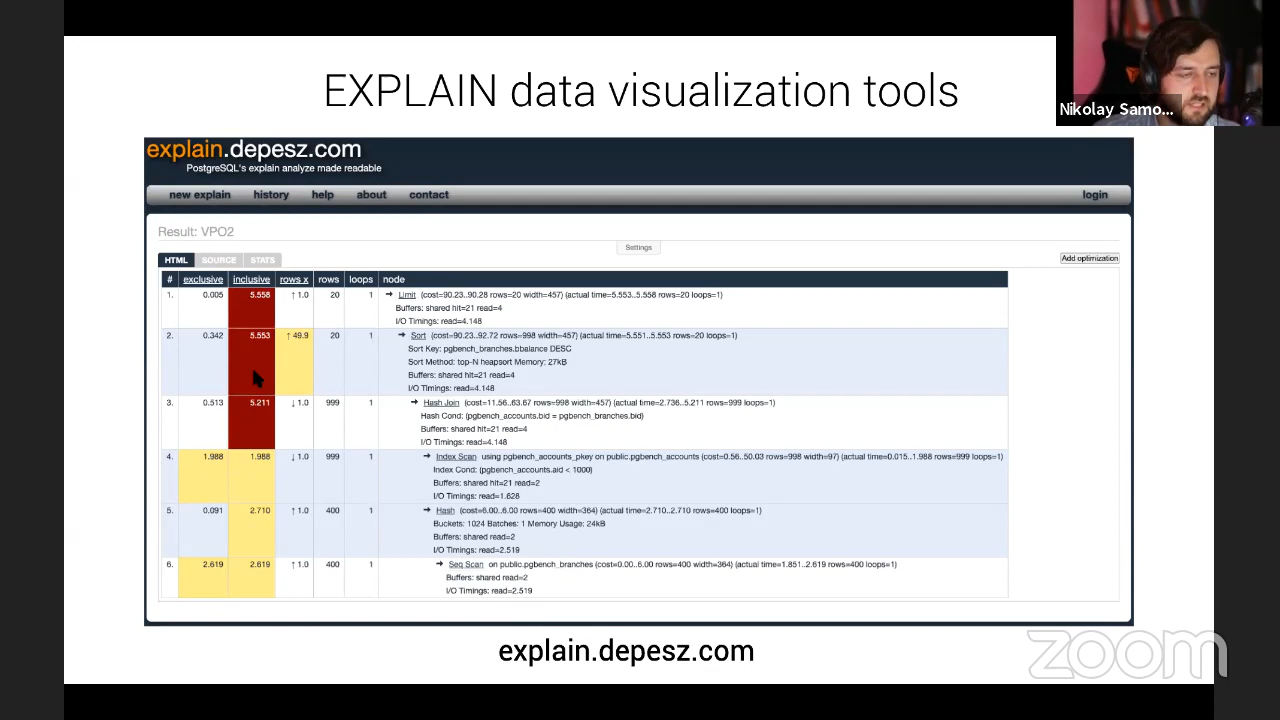 EXPLAIN data visualization tools
Nikolay Samo...
explain.depesz.com
PostgreSQL's explain analyze made readable
new explain history help about contact login
Result: VPO2
Settings
HTML SOURCE STATS
Add optimization
# exclusive inclusive rows x rows loops node
1. 0.005 5.558 ↑ 1.0 20 1 → Limit (cost=90.23..90.28 rows=20 width=457) (actual time=5.553..5.558 rows=20 loops=1)
Buffers: shared hit=21 read=4
I/O Timings: read=4.148
2. 0.342 5.553 ↑ 49.9 20 1 → Sort (cost=90.23..92.72 rows=998 width=457) (actual time=5.551..5.553 rows=20 loops=1)
Sort Key: pgbench_branches.bbalance DESC
Sort Method: top-N heapsort Memory: 27kB
Buffers: shared hit=21 read=4
I/O Timings: read=4.148
3. 0.513 5.211 ↓ 1.0 999 1 → Hash Join (cost=11.56..63.67 rows=998 width=457) (actual time=2.736..5.211 rows=999 loops=1)
Hash Cond: (pgbench_accounts.bid = pgbench_branches.bid)
Buffers: shared hit=21 read=4
I/O Timings: read=4.148
4. 1.988 1.988 ↓ 1.0 999 1 → Index Scan using pgbench_accounts_pkey on public.pgbench_accounts (cost=0.56..50.03 rows=998 width=97) (actual time=0.015..1.988 rows=999 loops=1)
Index Cond: (pgbench_accounts.aid < 1000)
Buffers: shared hit=21 read=2
I/O Timings: read=1.628
5. 0.091 2.710 ↑ 1.0 400 1 → Hash (cost=6.00..6.00 rows=400 width=364) (actual time=2.710..2.710 rows=400 loops=1)
Buckets: 1024 Batches: 1 Memory Usage: 24kB
Buffers: shared read=2
I/O Timings: read=2.519
6. 2.619 2.619 ↑ 1.0 400 1 → Seq Scan on public.pgbench_branches (cost=0.00..6.00 rows=400 width=364) (actual time=1.851..2.619 rows=400 loops=1)
Buffers: shared read=2
I/O Timings: read=2.519
explain.depesz.com
zoom